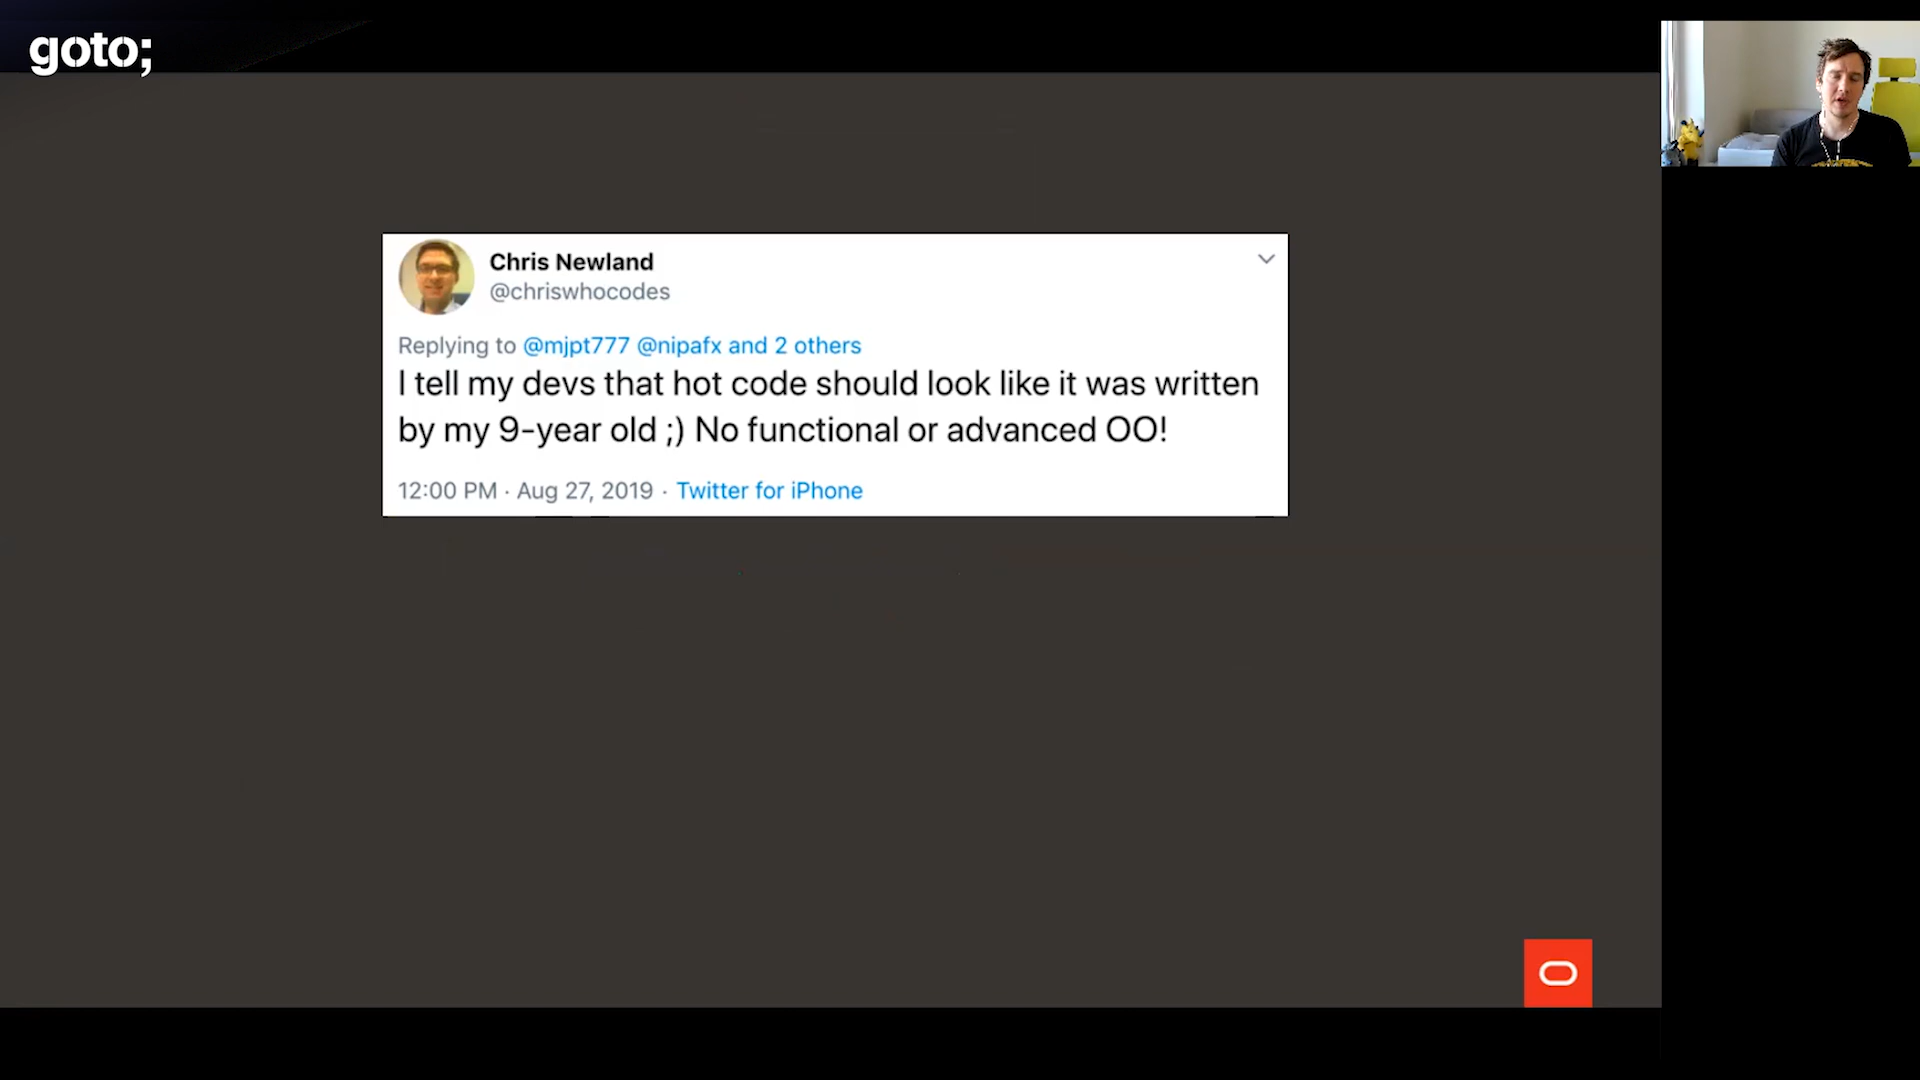 goto;
Chris Newland
@chriswhocodes
Replying to @mjpt777 @nipafx and 2 others
I tell my devs that hot code should look like it was written
by my 9-year old ;) No functional or advanced OO!
12:00 PM · Aug 27, 2019 · Twitter for iPhone